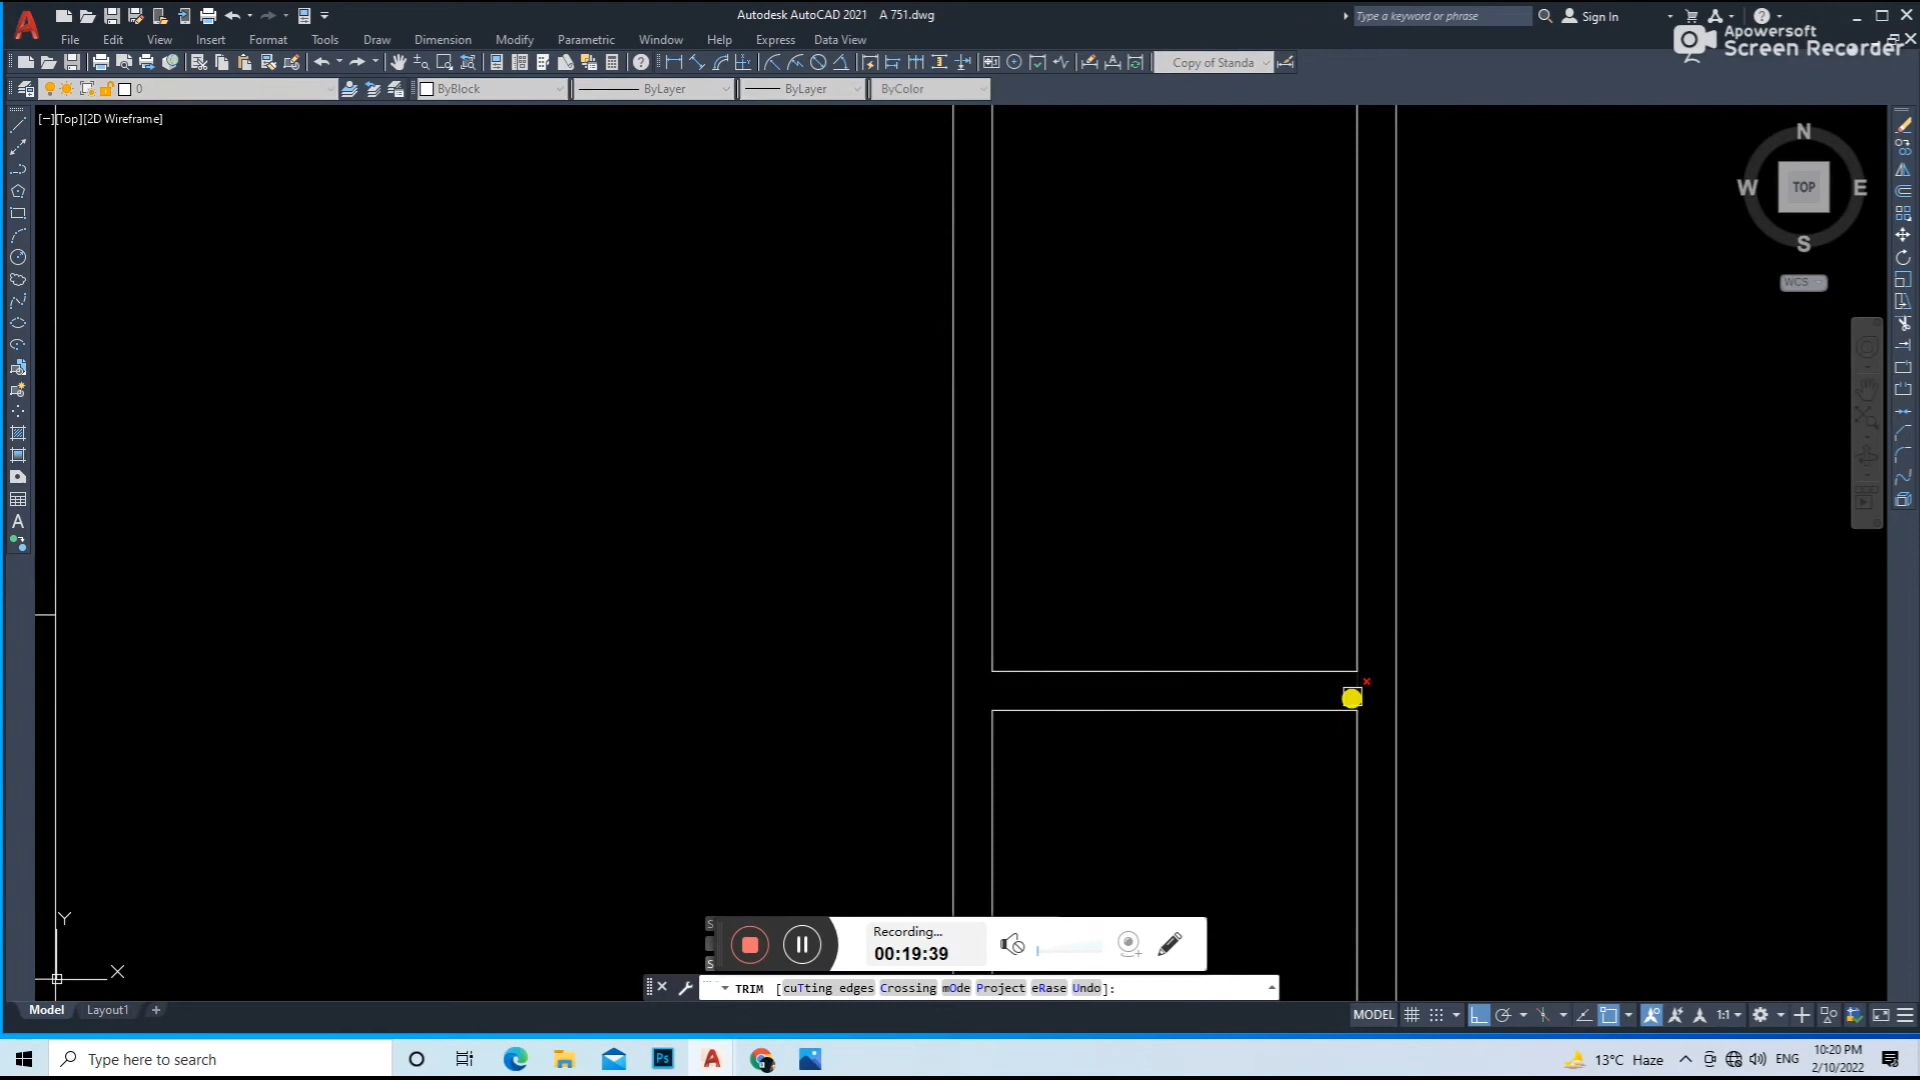 Autodesk AutoCAD 2021 A 751.dwg
Type a keyword or phrase
Sign In
File Edit View Insert Format Tools Draw Dimension Modify Parametric Window Help Express Data View
Apowersoft
Screen Recorder
Copy of Standa
0
ByBlock
ByLayer
ByLayer
ByColor
[−][Top][2D Wireframe]
N
W
TOP
E
S
WCS
A
Y
X
S
S
Recording...
00:19:39
TRIM [cuTting edges Crossing mOde Project eRase Undo]:
Model Layout1 +
MODEL
1:1
Type here to search
Ps
13°C Haze
ENG
10:20 PM
2/10/2022